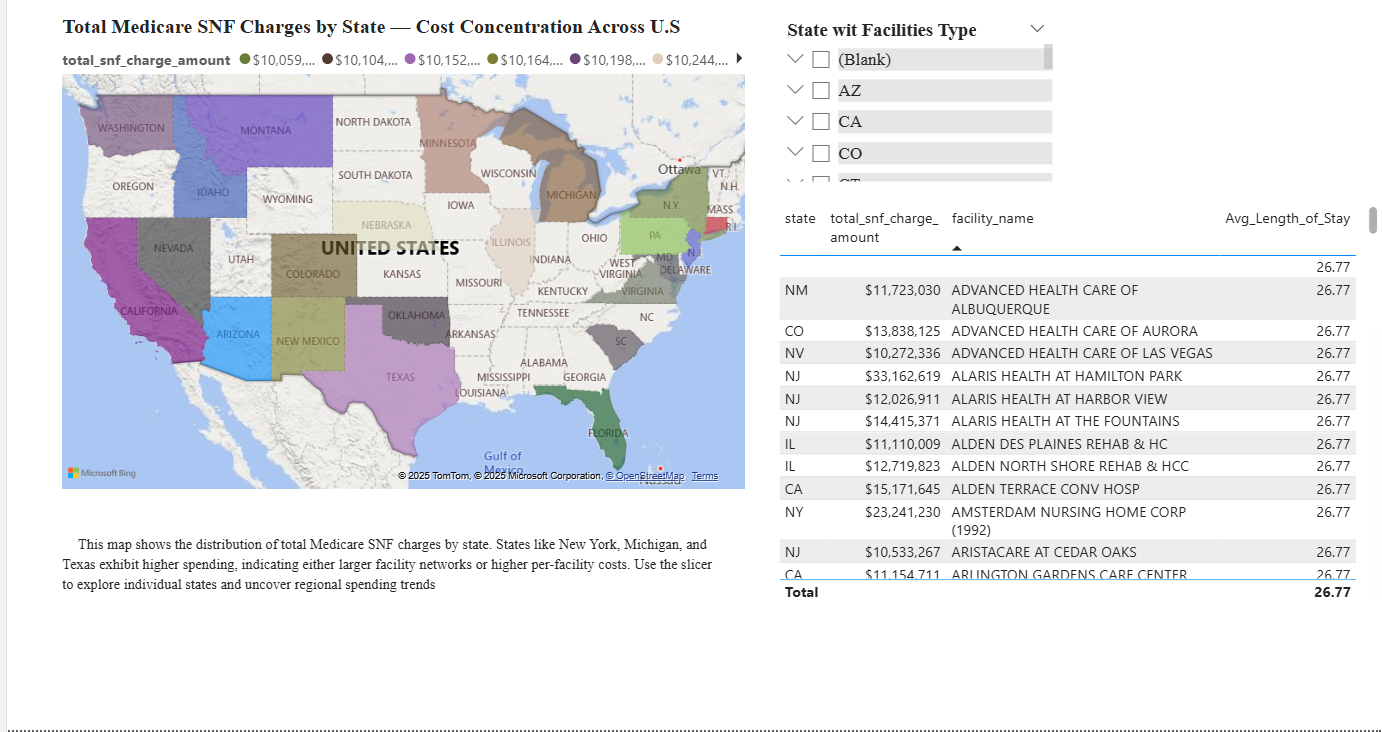 Total Medicare SNF Charges by State — Cost Concentration Across U.S
total_snf_charge_amount $10,059,... $10,104,... $10,152,... $10,164,... $10,198,... $10,244,...
WASHINGTON
MONTANA
NORTH DAKOTA
MINNESOTA
OREGON
IDAHO
WYOMING
SOUTH DAKOTA
WISCONSIN
MICHIGAN
Ottawa
VT.
N.H.
N.Y.
MASS.
R.I.
NEVADA
UTAH
NEBRASKA
IOWA
ILLINOIS
INDIANA
OHIO
PA
N.J.
MD
DELAWARE
UNITED STATES
COLORADO
KANSAS
MISSOURI
WEST
VIRGINIA
VIRGINIA
KENTUCKY
CALIFORNIA
ARIZONA
NEW MEXICO
OKLAHOMA
ARKANSAS
TENNESSEE
NC
SC
TEXAS
LOUISIANA
MISSISSIPPI
ALABAMA
GEORGIA
FLORIDA
Gulf of
Mexico
Nassau
Microsoft Bing
© 2025 TomTom, © 2025 Microsoft Corporation, © OpenStreetMap Terms
This map shows the distribution of total Medicare SNF charges by state. States like New York, Michigan, and
Texas exhibit higher spending, indicating either larger facility networks or higher per-facility costs. Use the slicer
to explore individual states and uncover regional spending trends
State wit Facilities Type
(Blank)
AZ
CA
CO
CT
state total_snf_charge_ facility_name Avg_Length_of_Stay
amount
26.77
NM $11,723,030 ADVANCED HEALTH CARE OF 26.77
ALBUQUERQUE
CO $13,838,125 ADVANCED HEALTH CARE OF AURORA 26.77
NV $10,272,336 ADVANCED HEALTH CARE OF LAS VEGAS 26.77
NJ $33,162,619 ALARIS HEALTH AT HAMILTON PARK 26.77
NJ $12,026,911 ALARIS HEALTH AT HARBOR VIEW 26.77
NJ $14,415,371 ALARIS HEALTH AT THE FOUNTAINS 26.77
IL $11,110,009 ALDEN DES PLAINES REHAB & HC 26.77
IL $12,719,823 ALDEN NORTH SHORE REHAB & HCC 26.77
CA $15,171,645 ALDEN TERRACE CONV HOSP 26.77
NY $23,241,230 AMSTERDAM NURSING HOME CORP 26.77
(1992)
NJ $10,533,267 ARISTACARE AT CEDAR OAKS 26.77
CA $11,154,711 ARLINGTON GARDENS CARE CENTER 26.77
Total 26.77